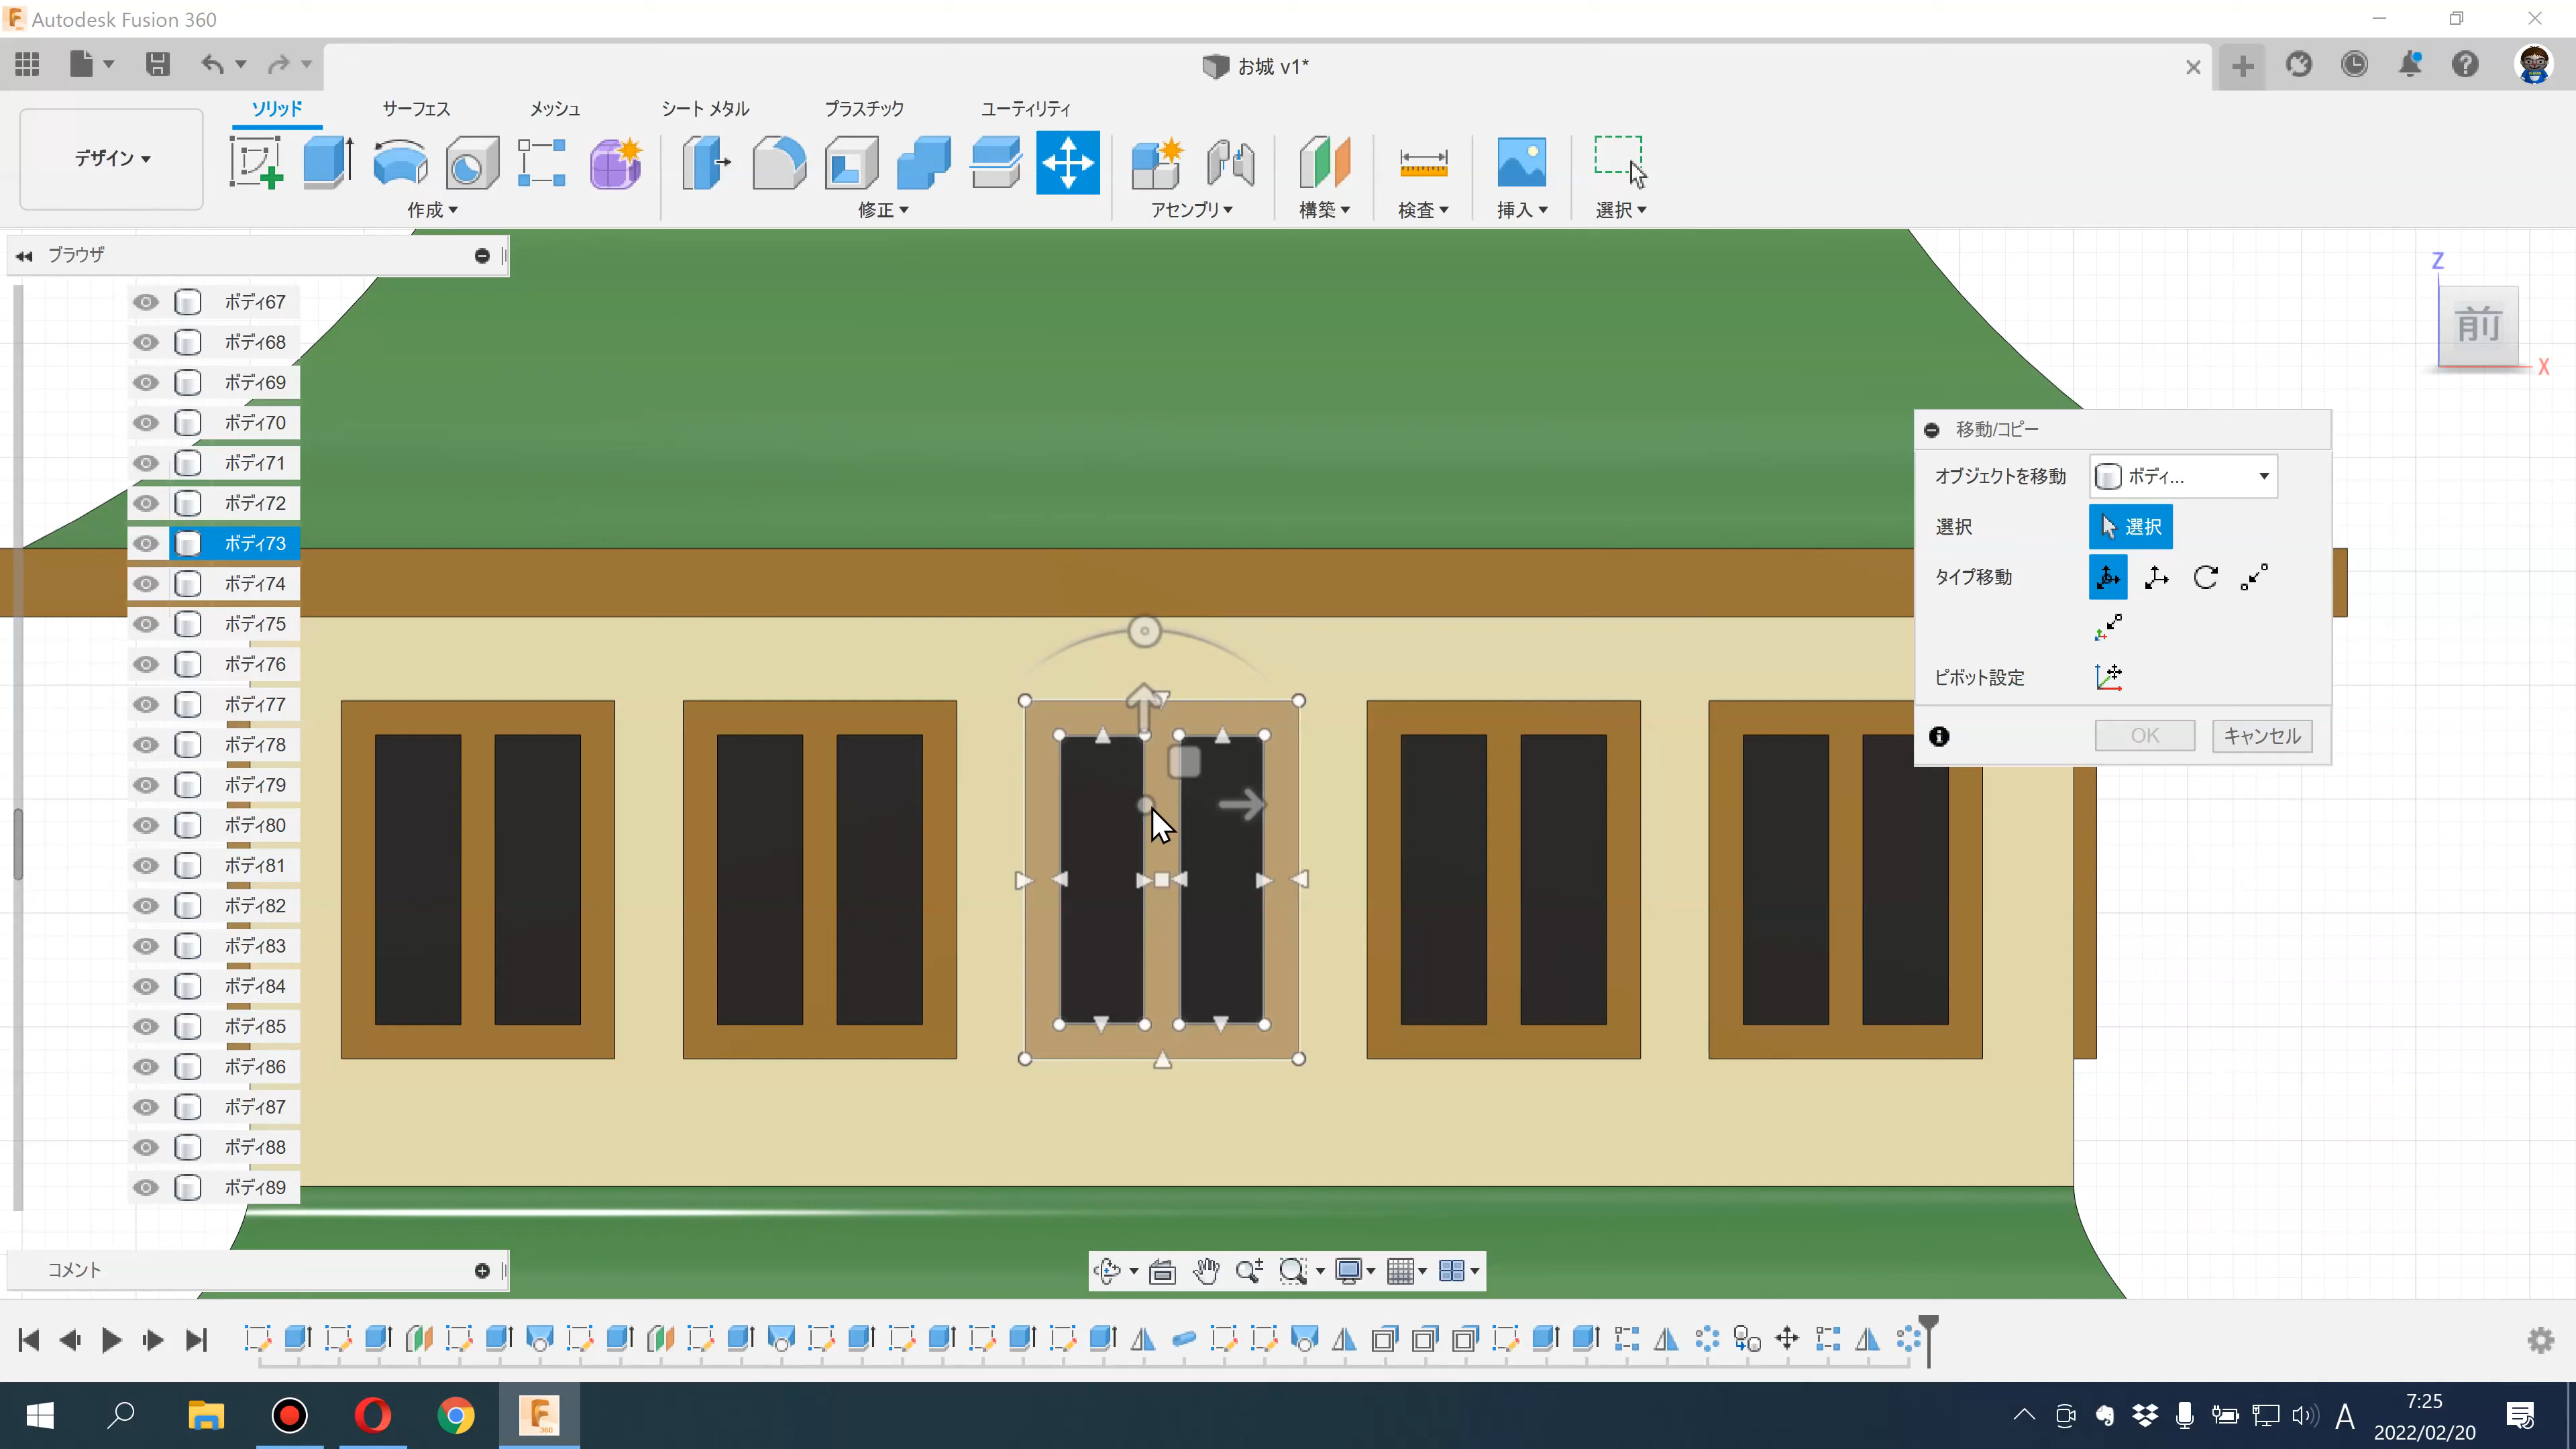 Autodesk Fusion 360
お城 v1*
ソリッド
サーフェス
メッシュ
シート メタル
プラスチック
ユーティリティ
デザイン
作成
修正
アセンブリ
構築
検査
挿入
選択
ブラウザ
ボディ67
ボディ68
ボディ69
ボディ70
ボディ71
ボディ72
ボディ73
ボディ74
ボディ75
ボディ76
ボディ77
ボディ78
ボディ79
ボディ80
ボディ81
ボディ82
ボディ83
ボディ84
ボディ85
ボディ86
ボディ87
ボディ88
ボディ89
Z
前
X
移動/コピー
オブジェクトを移動
ボディ...
選択
選択
タイプ移動
ピボット設定
OK
キャンセル
コメント
A
7:25
2022/02/20